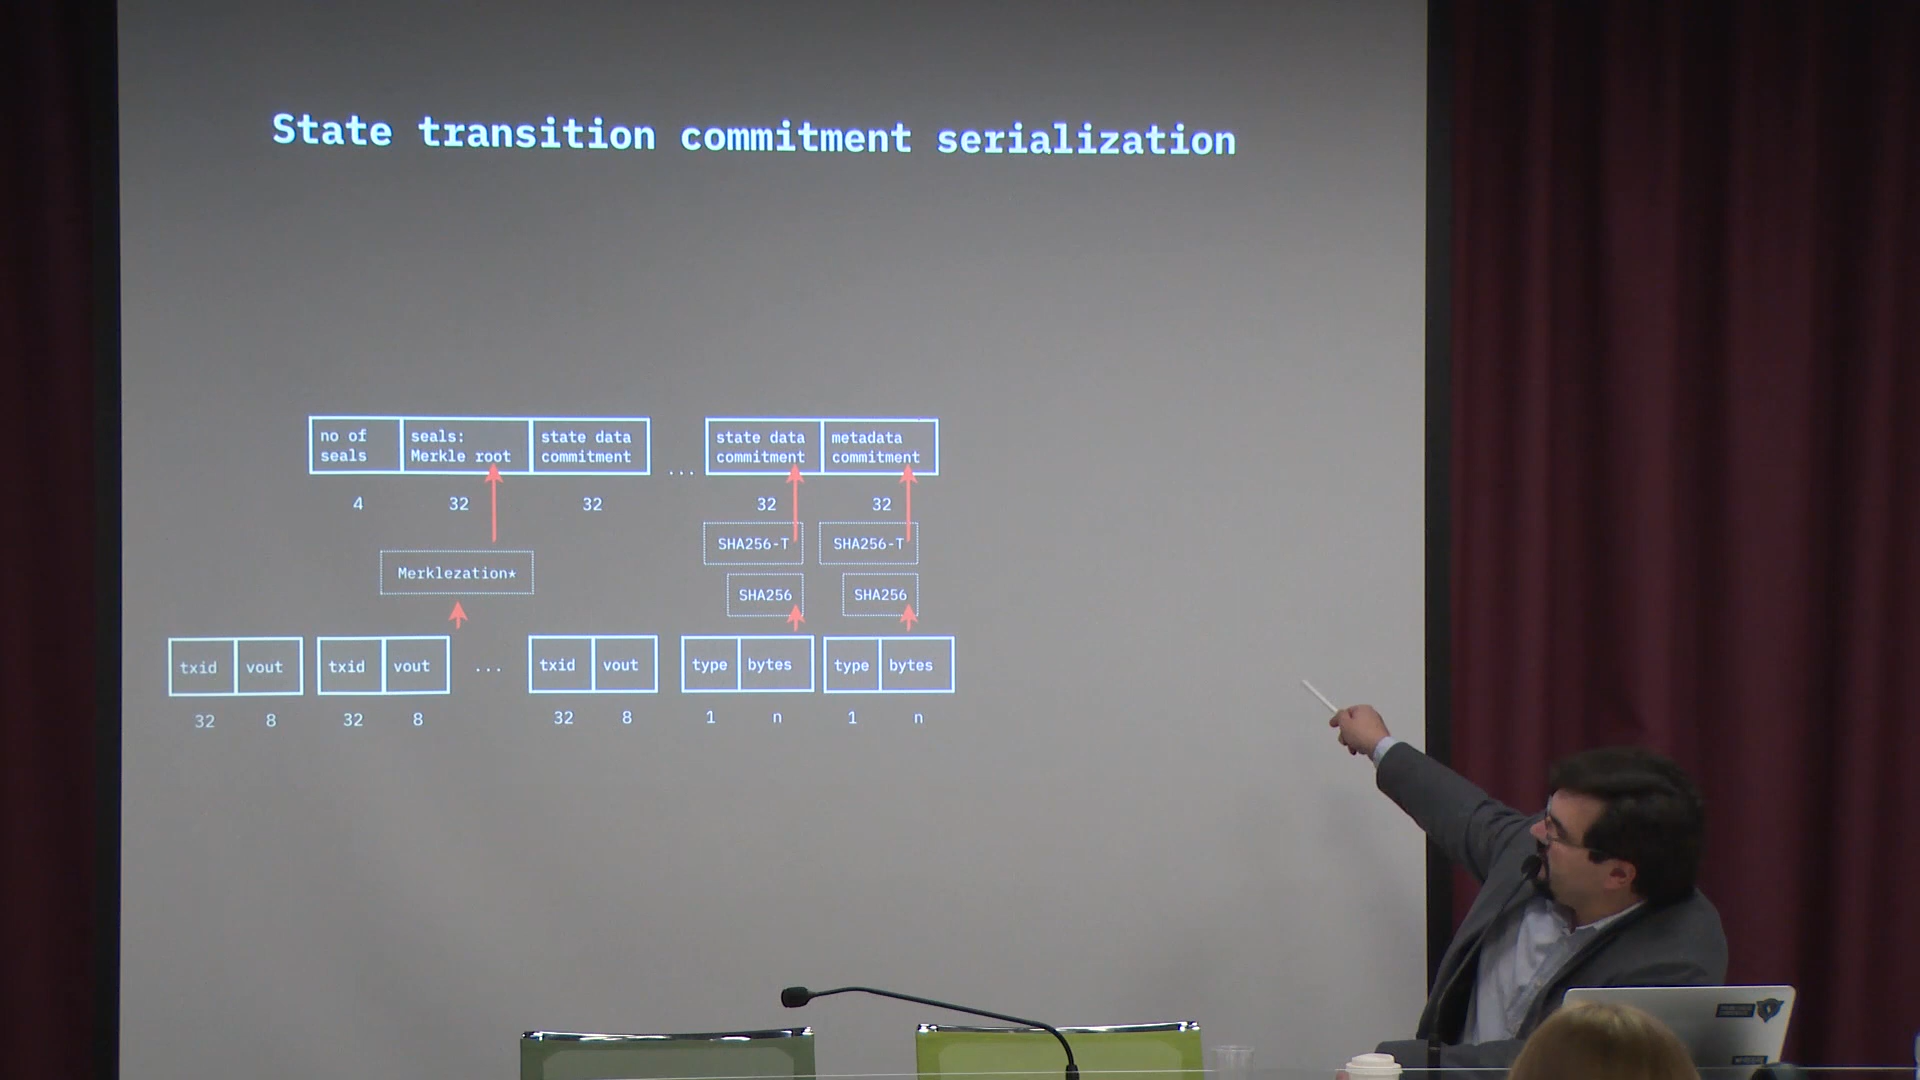 State transition commitment serialization
no of seals
seals: Merkle root
state data commitment
...
state data commitment
metadata commitment
4
32
32
32
32
SHA256-T
SHA256-T
Merklezation*
SHA256
SHA256
txid
vout
txid
vout
...
txid
vout
type
bytes
type
bytes
32
8
32
8
32
8
1
n
1
n